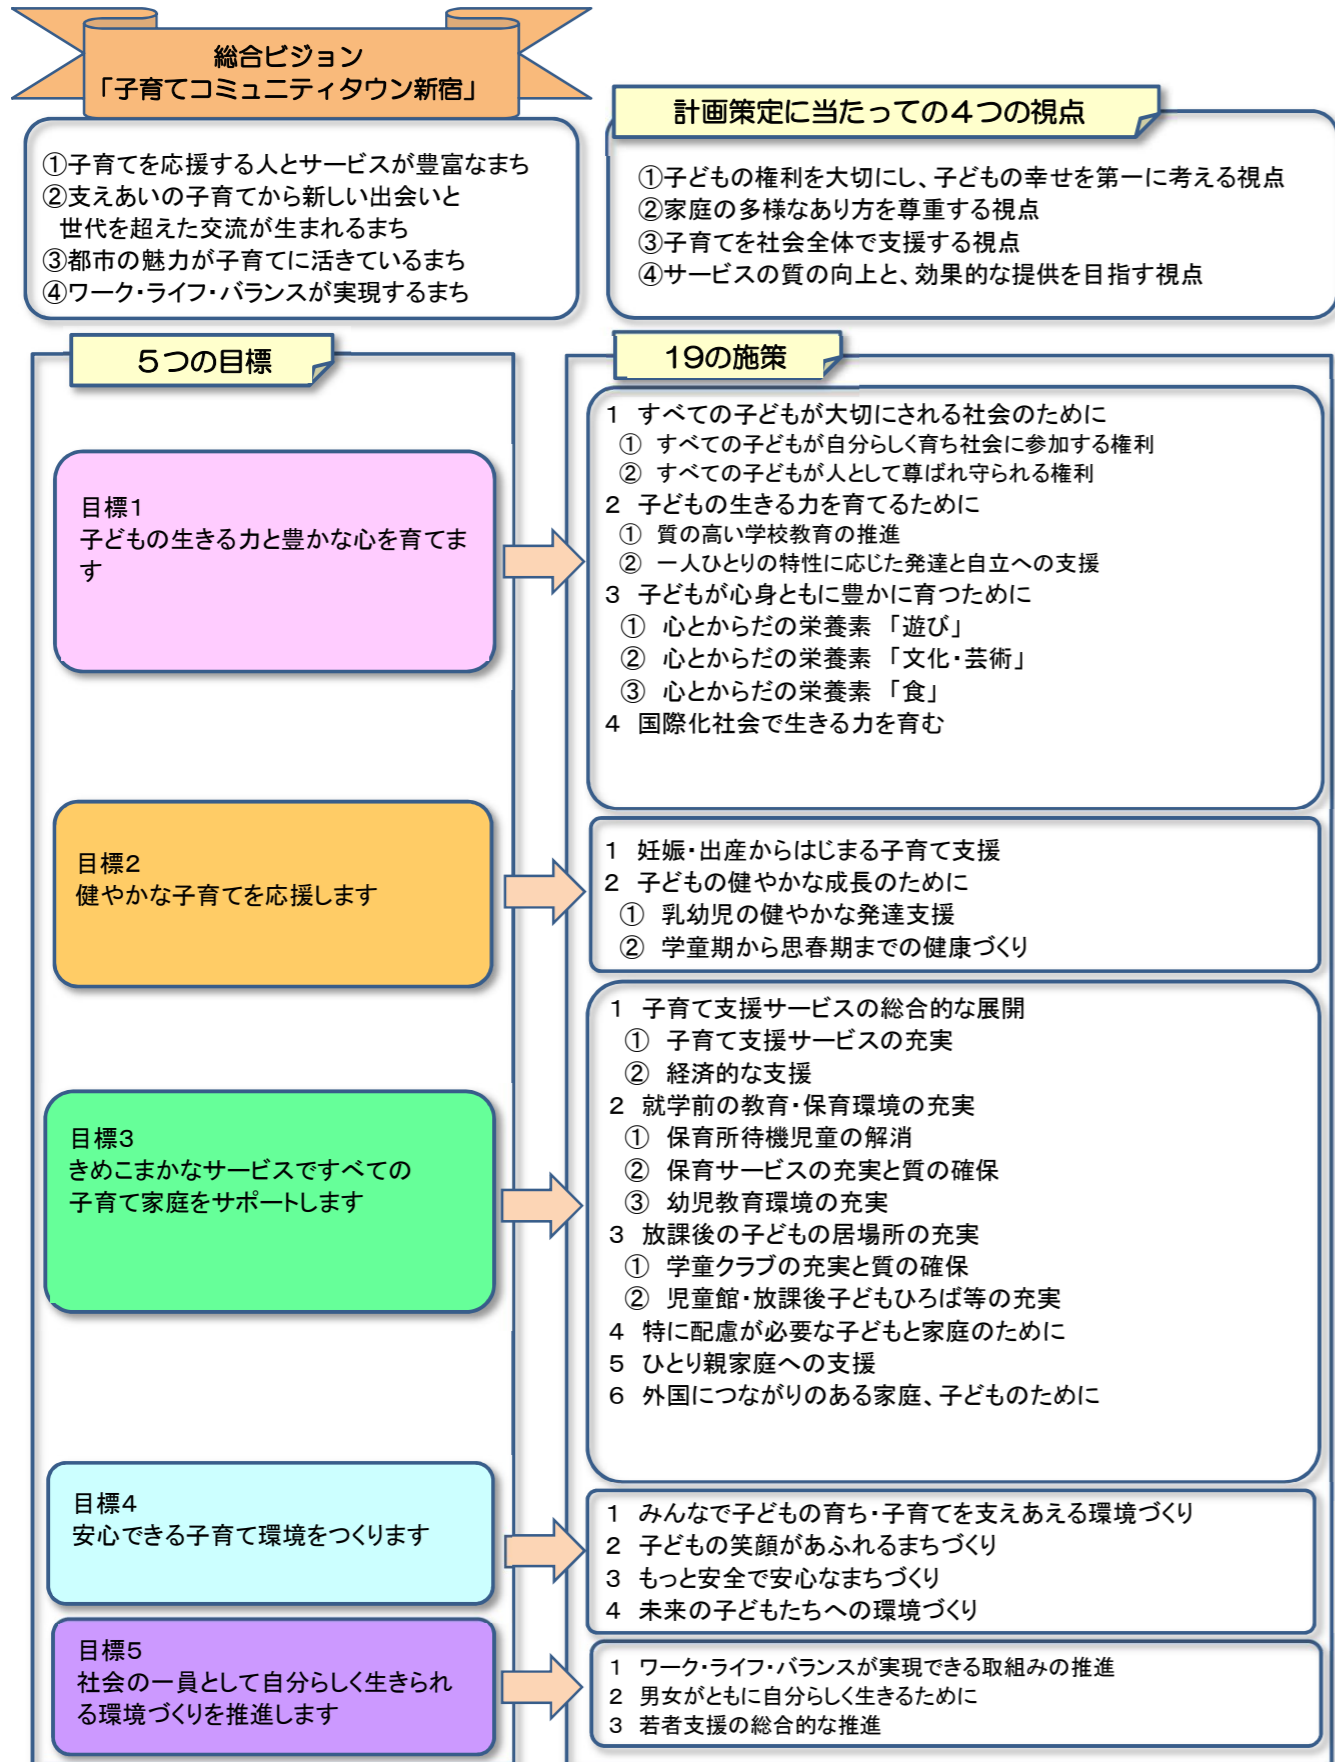 総合ビジョン
「子育てコミュニティタウン新宿」
①子育てを応援する人とサービスが豊富なまち
②支えあいの子育てから新しい出会いと
世代を超えた交流が生まれるまち
③都市の魅力が子育てに活きているまち
④ワーク・ライフ・バランスが実現するまち
計画策定に当たっての４つの視点
①子どもの権利を大切にし、子どもの幸せを第一に考える視点
②家庭の多様なあり方を尊重する視点
③子育てを社会全体で支援する視点
④サービスの質の向上と、効果的な提供を目指す視点
５つの目標
19の施策
目標１
子どもの生きる力と豊かな心を育てま
す
１　すべての子どもが大切にされる社会のために
①　すべての子どもが自分らしく育ち社会に参加する権利
②　すべての子どもが人として尊ばれ守られる権利
２　子どもの生きる力を育てるために
①　質の高い学校教育の推進
②　一人ひとりの特性に応じた発達と自立への支援
３　子どもが心身ともに豊かに育つために
①　心とからだの栄養素　「遊び」
②　心とからだの栄養素　「文化・芸術」
③　心とからだの栄養素　「食」
４　国際化社会で生きる力を育む
目標２
健やかな子育てを応援します
１　妊娠・出産からはじまる子育て支援
２　子どもの健やかな成長のために
①　乳幼児の健やかな発達支援
②　学童期から思春期までの健康づくり
目標３
きめこまかなサービスですべての
子育て家庭をサポートします
１　子育て支援サービスの総合的な展開
①　子育て支援サービスの充実
②　経済的な支援
２　就学前の教育・保育環境の充実
①　保育所待機児童の解消
②　保育サービスの充実と質の確保
③　幼児教育環境の充実
３　放課後の子どもの居場所の充実
①　学童クラブの充実と質の確保
②　児童館・放課後子どもひろば等の充実
４　特に配慮が必要な子どもと家庭のために
５　ひとり親家庭への支援
６　外国につながりのある家庭、子どものために
目標４
安心できる子育て環境をつくります
１　みんなで子どもの育ち・子育てを支えあえる環境づくり
２　子どもの笑顔があふれるまちづくり
３　もっと安全で安心なまちづくり
４　未来の子どもたちへの環境づくり
目標５
社会の一員として自分らしく生きられ
る環境づくりを推進します
１　ワーク・ライフ・バランスが実現できる取組みの推進
２　男女がともに自分らしく生きるために
３　若者支援の総合的な推進